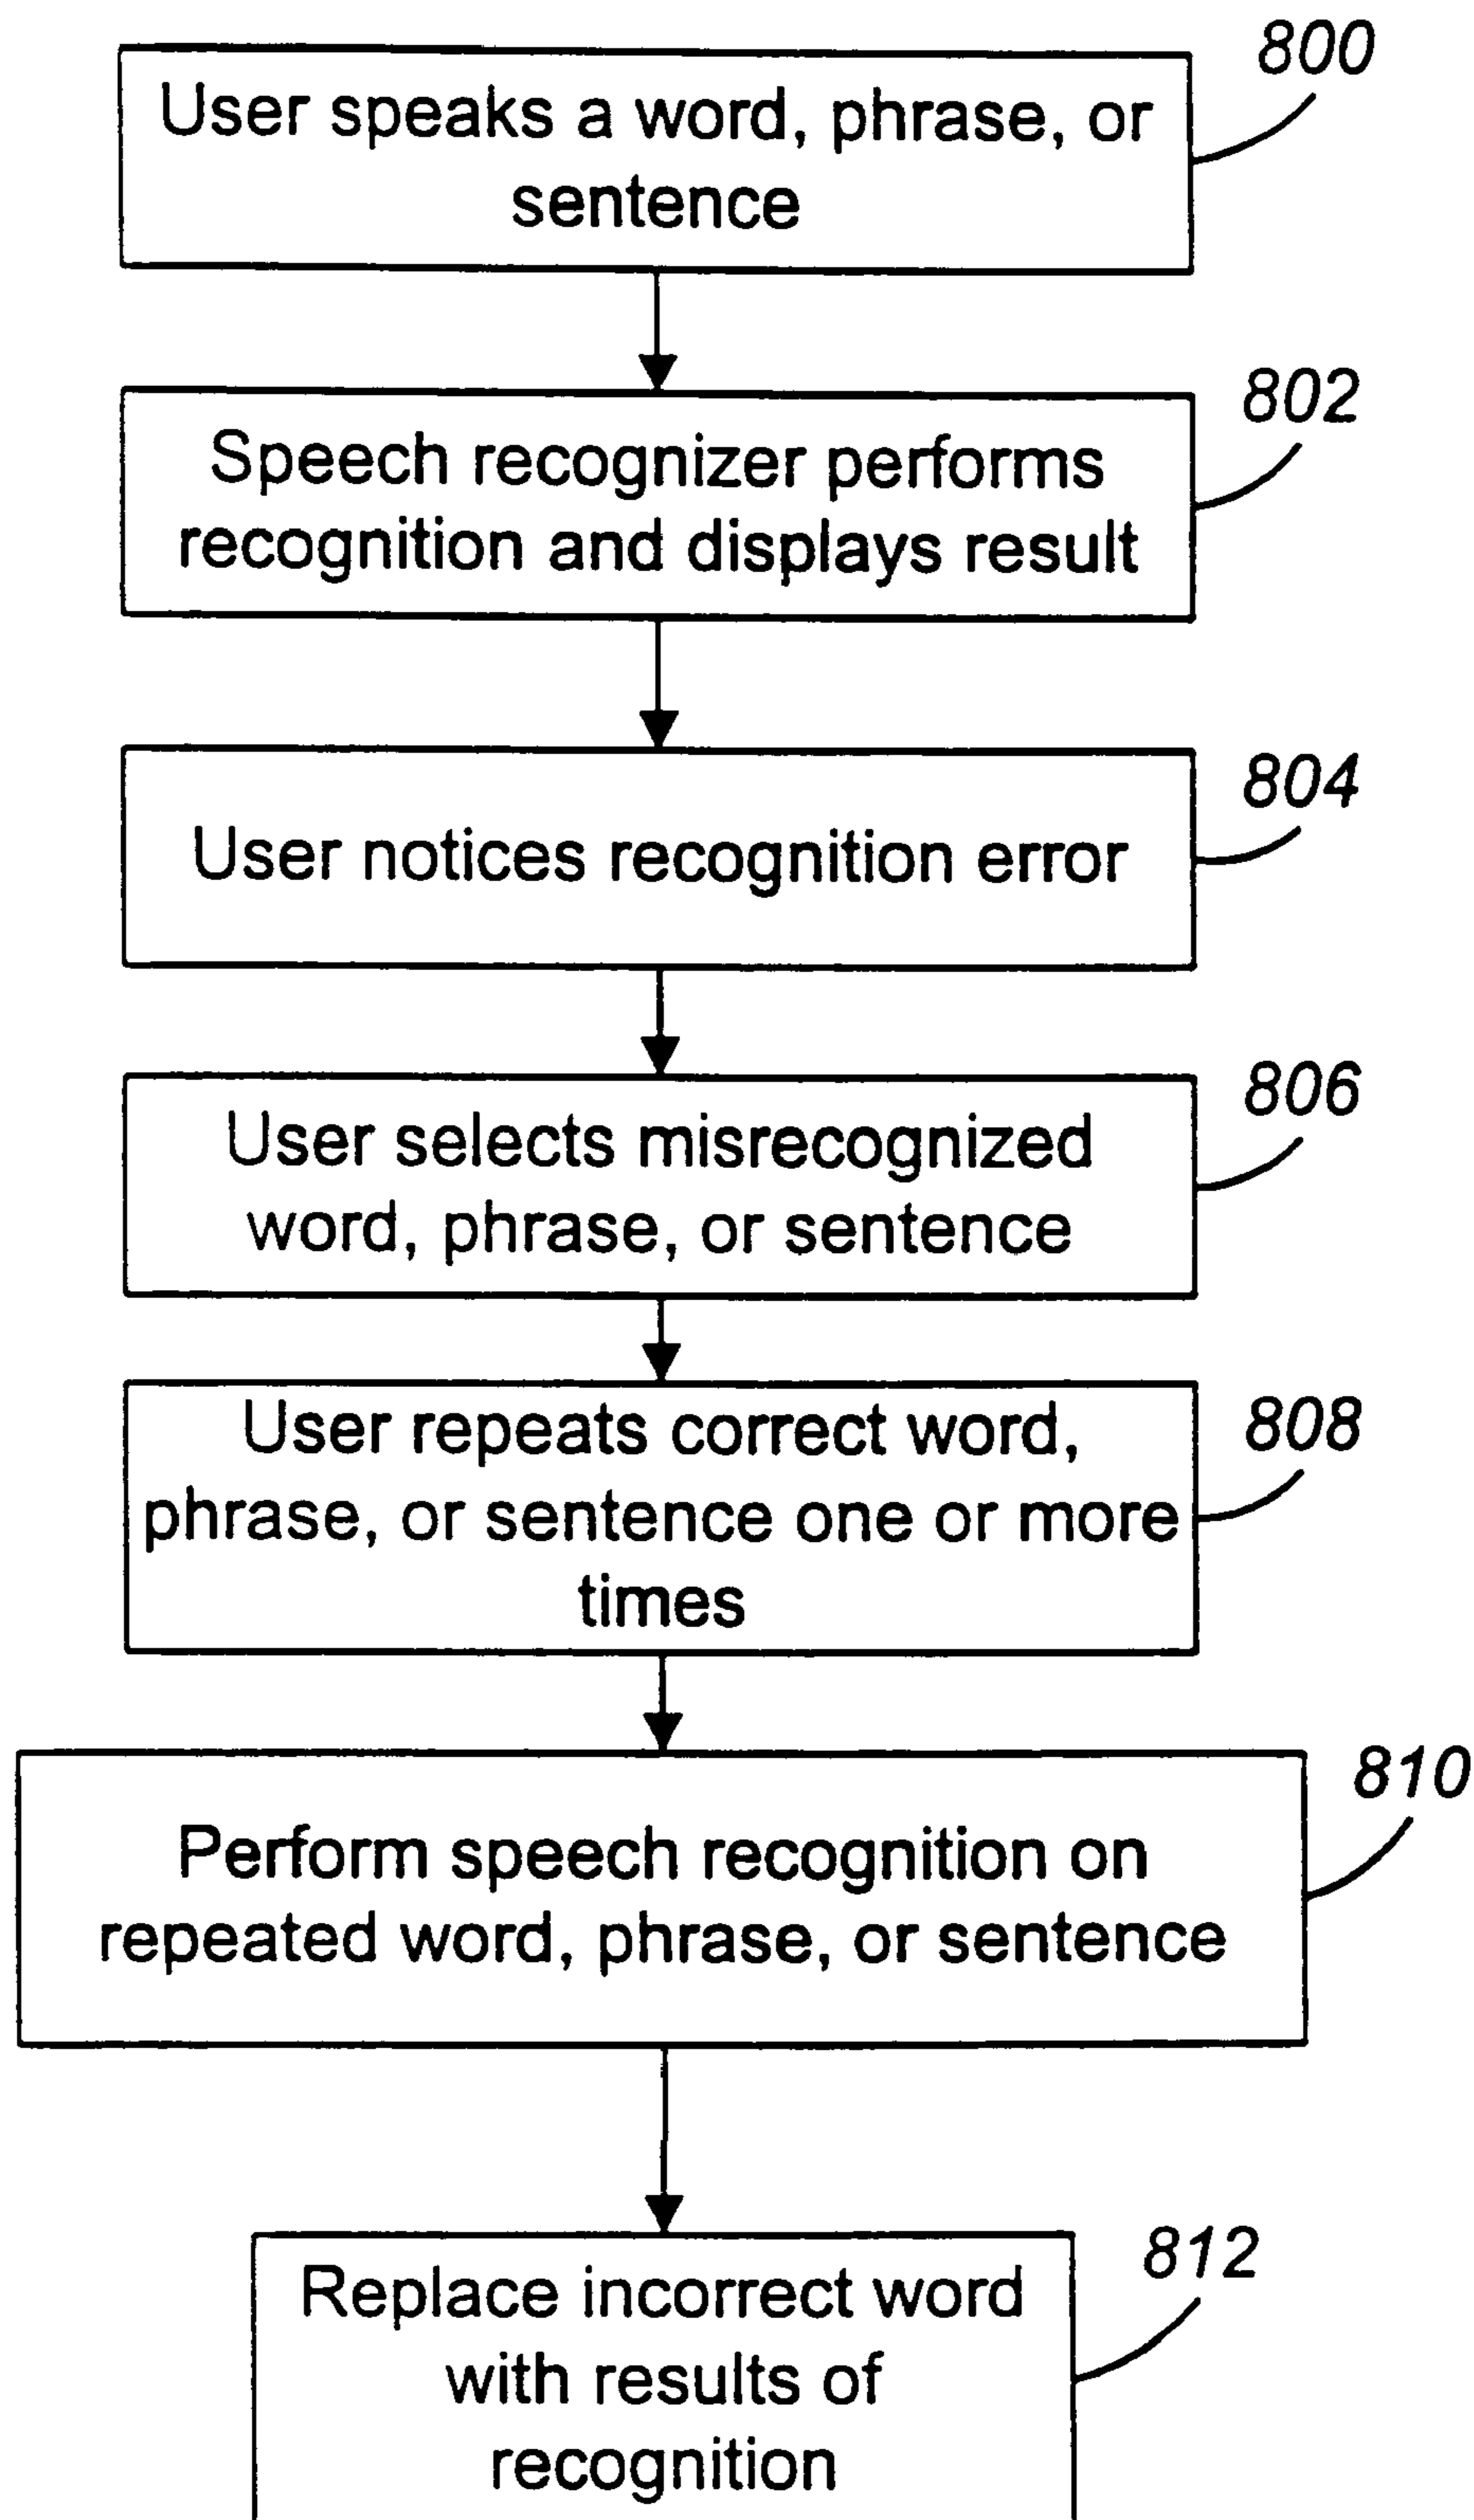 800
User speaks a word, phrase, or
sentence
802
Speech recognizer performs
recognition and displays result
804
User notices recognition error
806
User selects misrecognized
word, phrase, or sentence
808
User repeats correct word,
phrase, or sentence one or more
times
810
Perform speech recognition on
repeated word, phrase, or sentence
812
Replace incorrect word
with results of
recognition